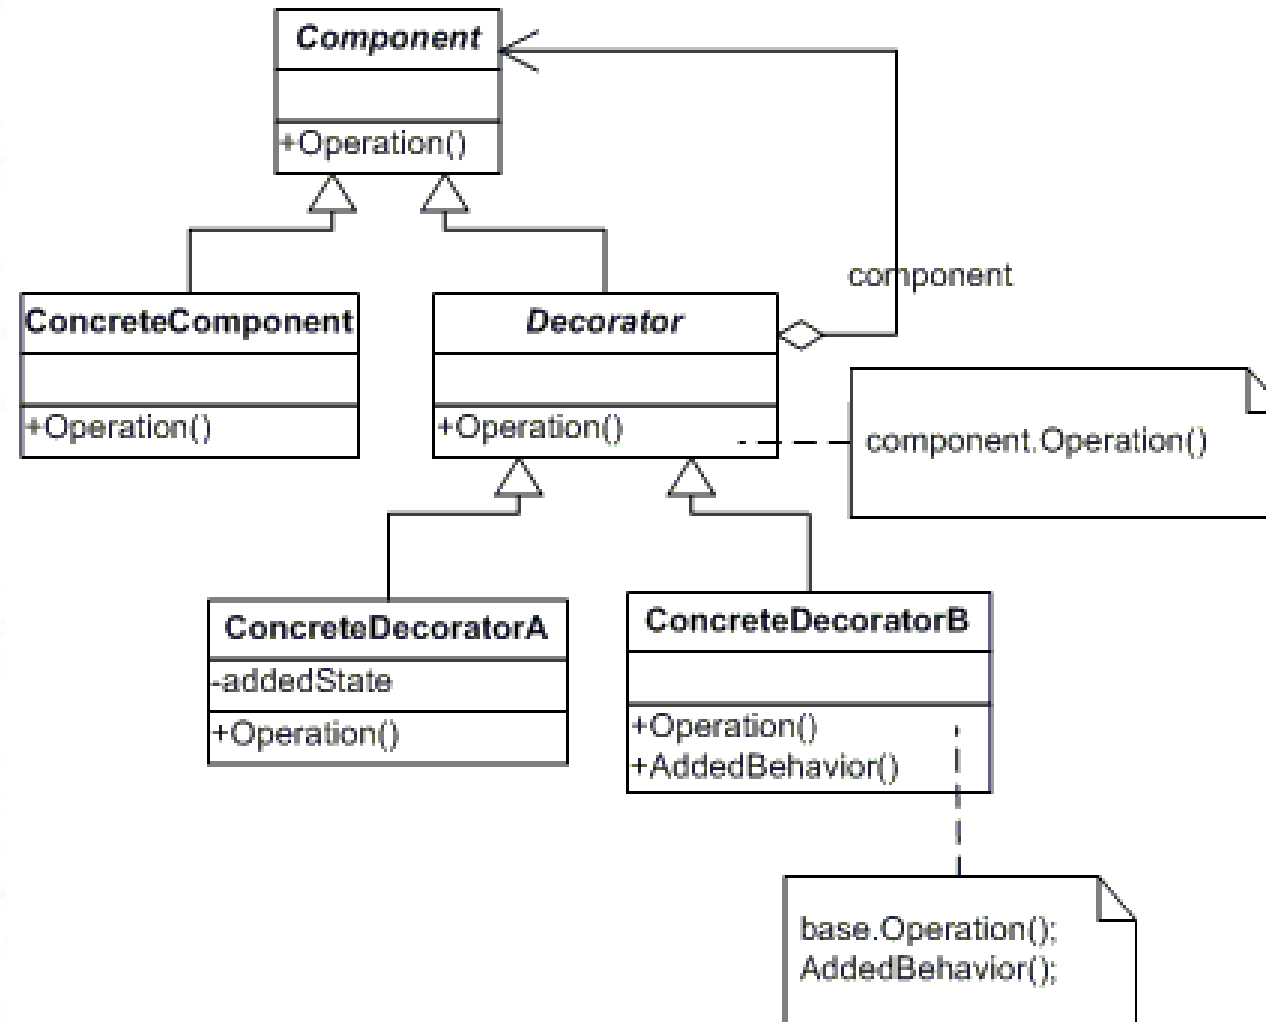 Component
+Operation()
component
ConcreteComponent
+Operation()
Decorator
+Operation()
component.Operation()
ConcreteDecoratorA
-addedState
+Operation()
ConcreteDecoratorB
+Operation()
+AddedBehavior()
base.Operation();
AddedBehavior();